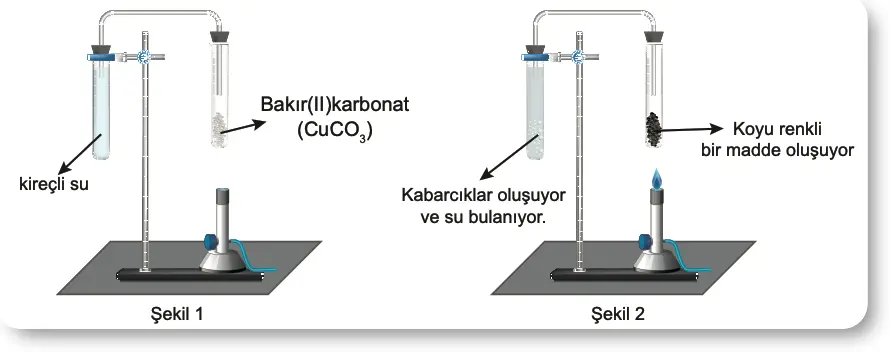 Bakır(II)karbonat
(CuCO₃)
kireçli su
Şekil 1
Koyu renkli
bir madde oluşuyor
Kabarcıklar oluşuyor
ve su bulanıyor.
Şekil 2